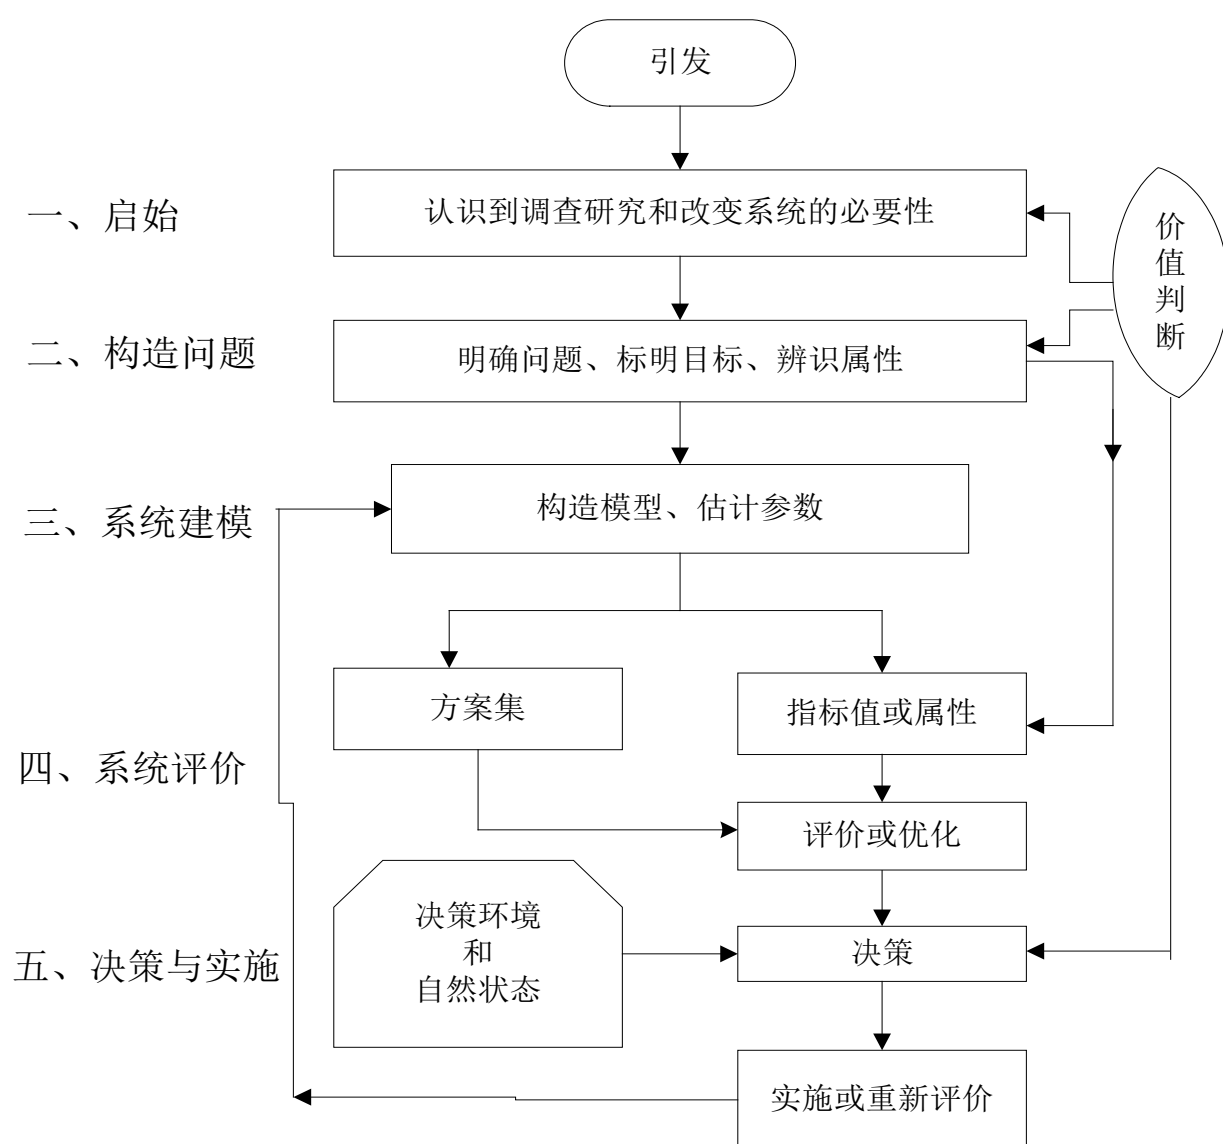 引发
一、启始
认识到调查研究和改变系统的必要性
价
值
判
断
二、构造问题
明确问题、标明目标、辨识属性
三、系统建模
构造模型、估计参数
方案集
指标值或属性
四、系统评价
评价或优化
决策环境
和
自然状态
五、决策与实施
决策
实施或重新评价